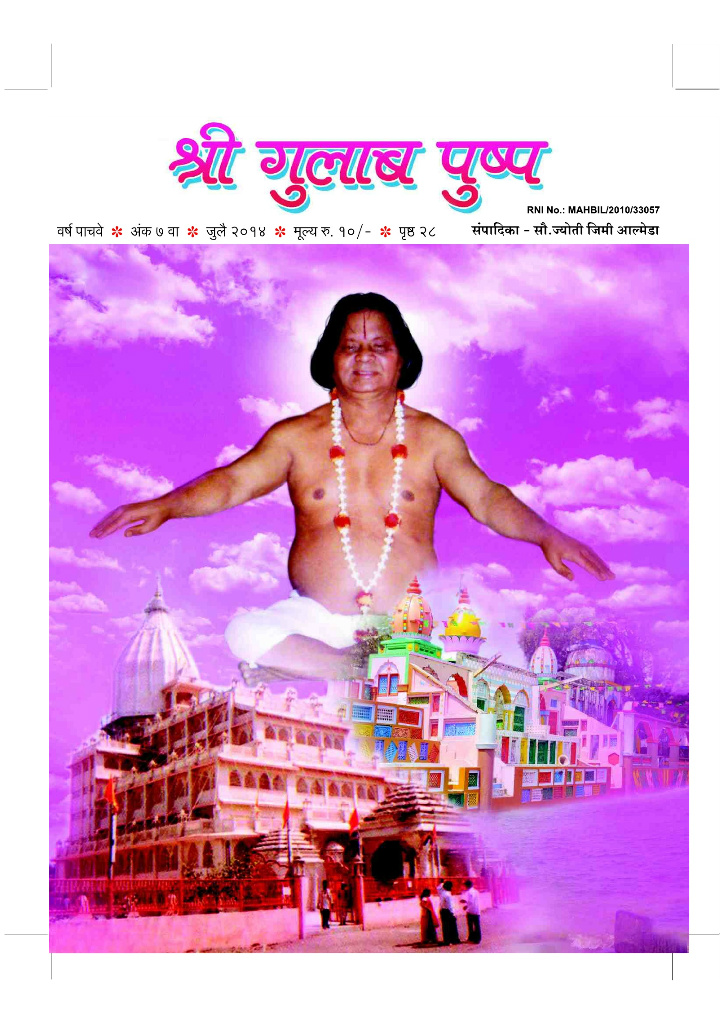 श्री गुलाब पुष्प
RNI No.: MAHBIL/2010/33057
वर्ष पाचवे ✽ अंक ७ वा ✽ जुलै २०१४ ✽ मूल्य रु. १०/- ✽ पृष्ठ २८ संपादिका - सौ.ज्योती जिमी आल्मेडा